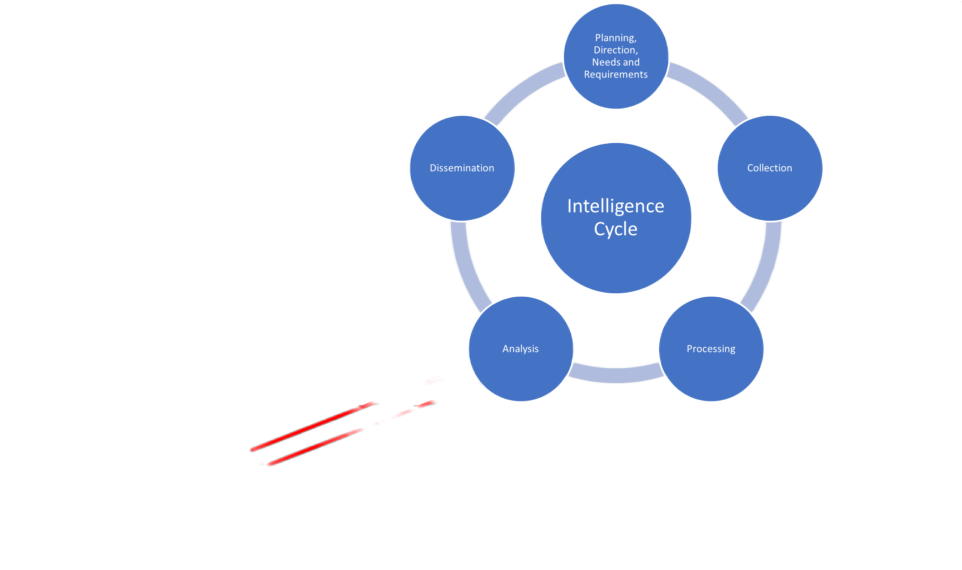 Planning,
Direction,
Needs and
Requirements
Dissemination
Collection
Intelligence
Cycle
Analysis
Processing